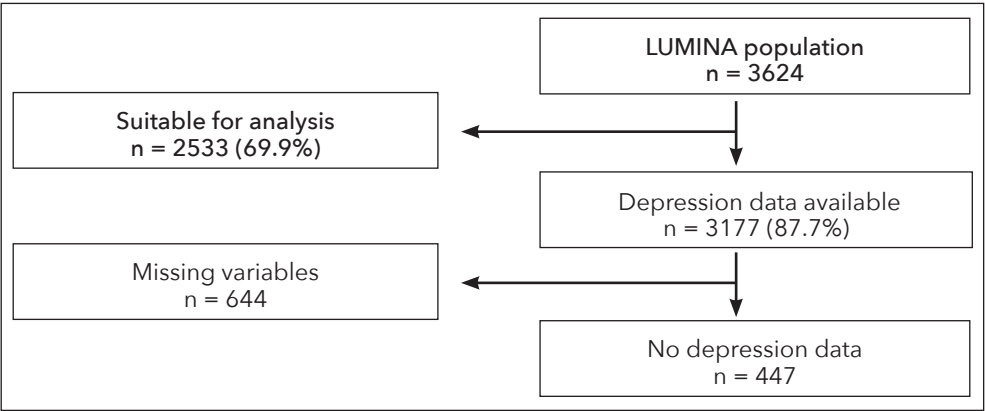 LUMINA population
n = 3624
Suitable for analysis
n = 2533 (69.9%)
Depression data available
n = 3177 (87.7%)
Missing variables
n = 644
No depression data
n = 447